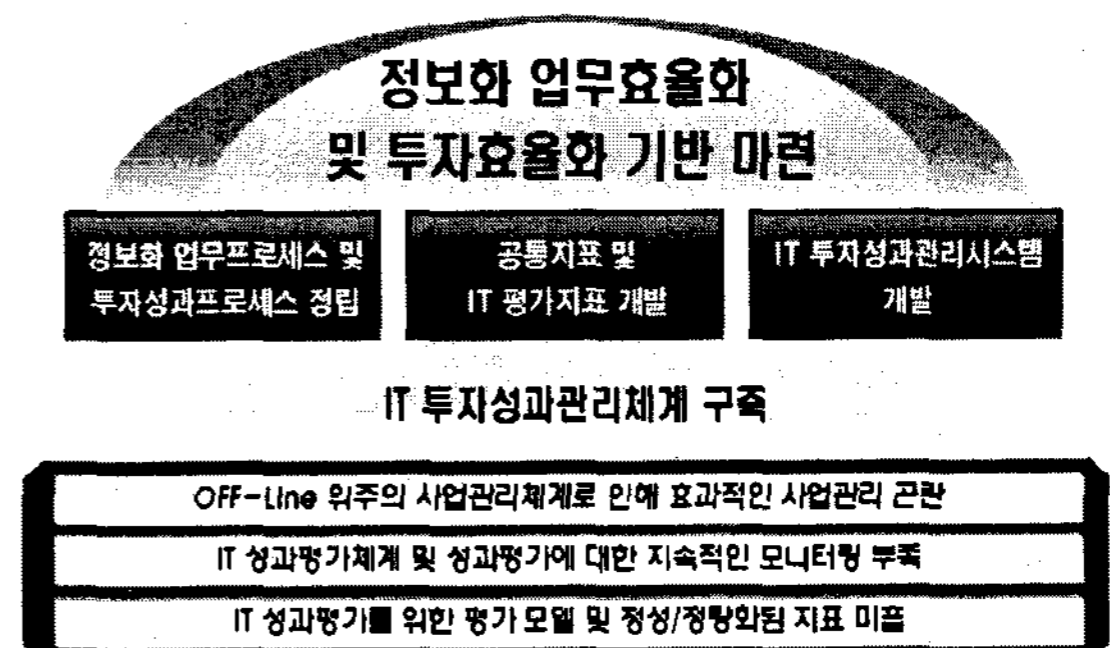 정보화 업무효율화
및 투자효율화 기반 마련
정보화 업무프로세스 및
투자성과프로세스 정립
공통지표 및
IT 평가지표 개발
IT 투자성과관리시스템
개발
IT 투자성과관리체계 구축
OFF-Line 위주의 사업관리체계로 인해 효과적인 사업관리 곤란
IT 성과평가체계 및 성과평가에 대한 지속적인 모니터링 부족
IT 성과평가를 위한 평가 모델 및 정성/정량화된 지표 미흡